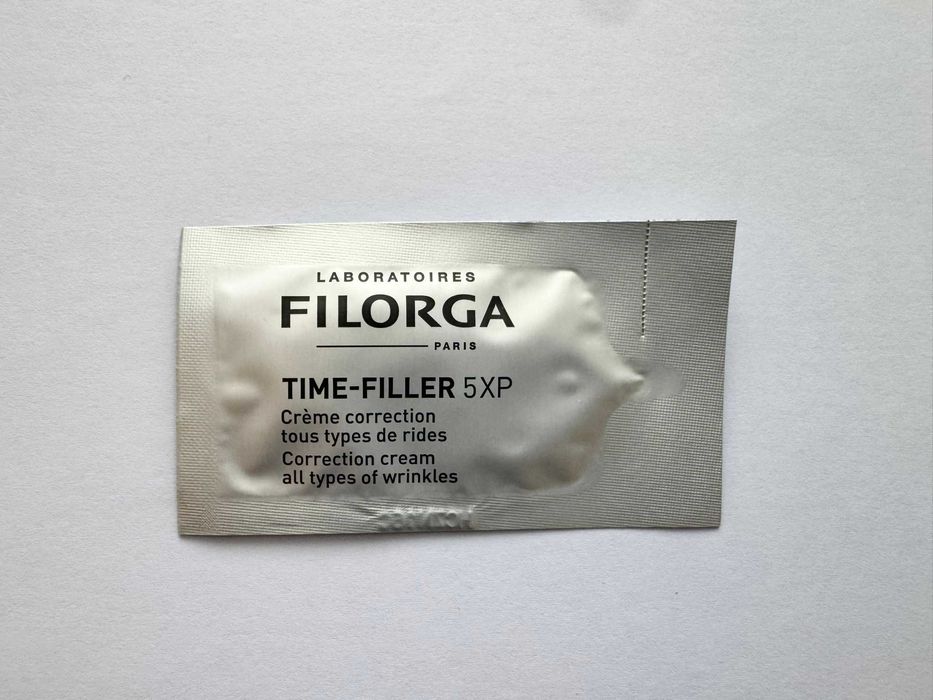 LABORATOIRES
FILORGA
PARIS
TIME-FILLER 5XP
Crème correction
tous types de rides
Correction cream
all types of wrinkles